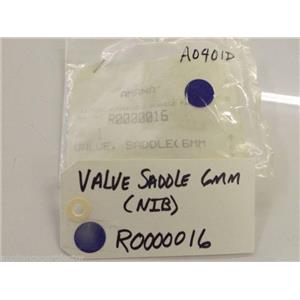 A0401D
AMANA
R0000016
VALVE, SADDLE(6MM
VALVE SADDLE 6MM
(NIB)
R0000016